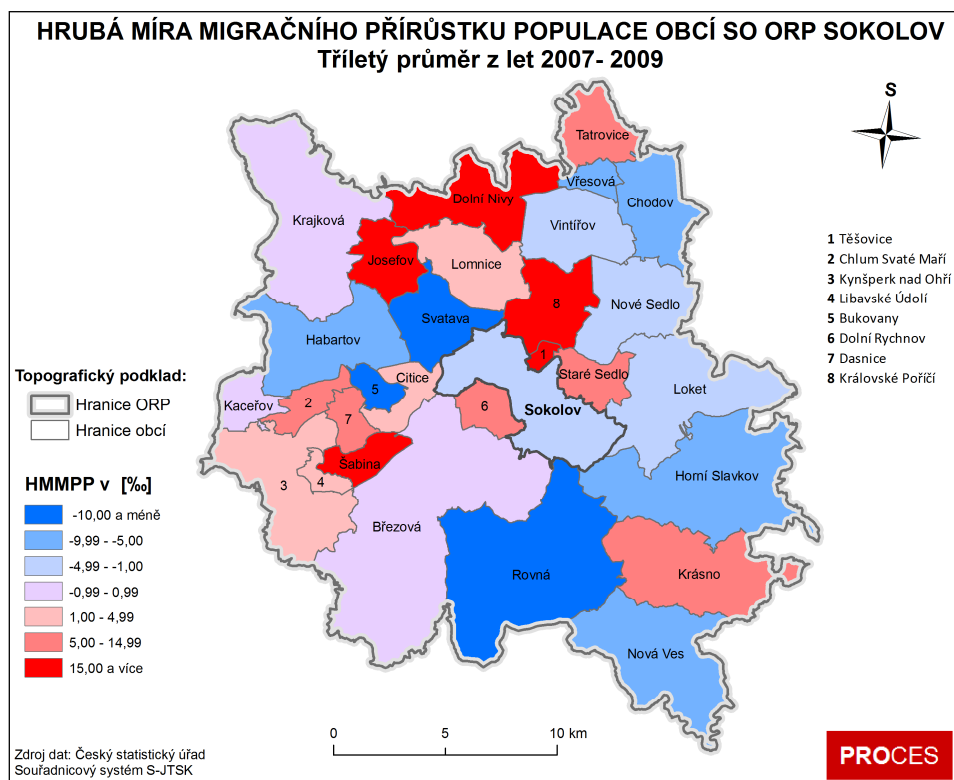 HRUBÁ MÍRA MIGRAČNÍHO PŘÍRŮSTKU POPULACE OBCÍ SO ORP SOKOLOV
Tříletý průměr z let 2007- 2009
S
Tatrovice
Vřesová
Chodov
Dolní Nivy
Krajková
Vintířov
Josefov
Lomnice
8
Nové Sedlo
Svatava
Habartov
1
Staré Sedlo
Citice
5
Loket
Kaceřov
2
7
6
Sokolov
Šabina
3
4
Horní Slavkov
Březová
Rovná
Krásno
Nová Ves
1 Těšovice
2 Chlum Svaté Maří
3 Kynšperk nad Ohří
4 Libavské Údolí
5 Bukovany
6 Dolní Rychnov
7 Dasnice
8 Královské Poříčí
Topografický podklad:
Hranice ORP
Hranice obcí
HMMPP v [‰]
-10,00 a méně
-9,99 - -5,00
-4,99 - -1,00
-0,99 - 0,99
1,00 - 4,99
5,00 - 14,99
15,00 a více
0 5 10 km
Zdroj dat: Český statistický úřad
Souřadnicový systém S-JTSK
PROCES